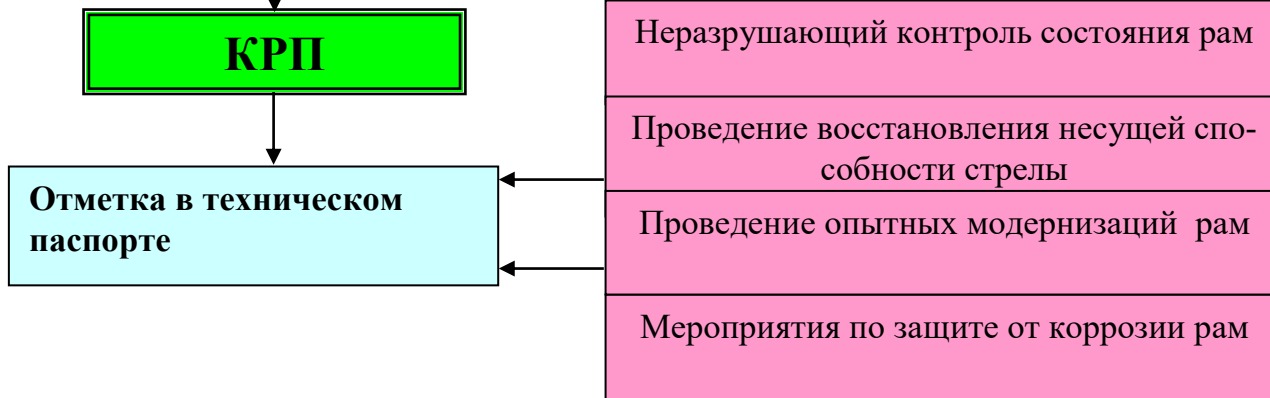 КРП
Отметка в техническом
паспорте
Неразрушающий контроль состояния рам
Проведение восстановления несущей спо-
собности стрелы
Проведение опытных модернизаций рам
Мероприятия по защите от коррозии рам